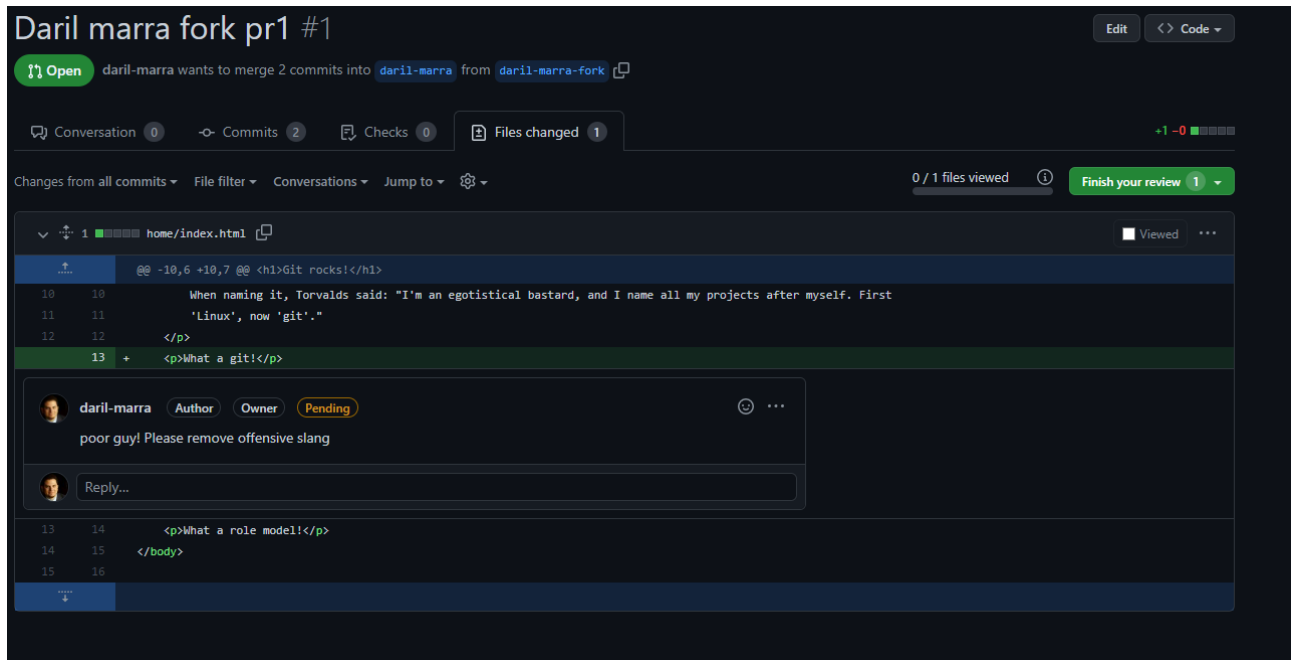 Daril marra fork pr1 #1
Edit
<> Code
Open daril-marra wants to merge 2 commits into daril-marra from daril-marra-fork
Conversation 0 Commits 2 Checks 0 Files changed 1
+1 −0
Changes from all commits File filter Conversations Jump to
0 / 1 files viewed
Finish your review 1
1 home/index.html
Viewed
@@ -10,6 +10,7 @@ <h1>Git rocks!</h1>
10 10 When naming it, Torvalds said: "I'm an egotistical bastard, and I name all my projects after myself. First
11 11 'Linux', now 'git'."
12 12 </p>
13 + <p>What a git!</p>
daril-marra Author Owner Pending
poor guy! Please remove offensive slang
Reply...
13 14 <p>What a role model!</p>
14 15 </body>
15 16